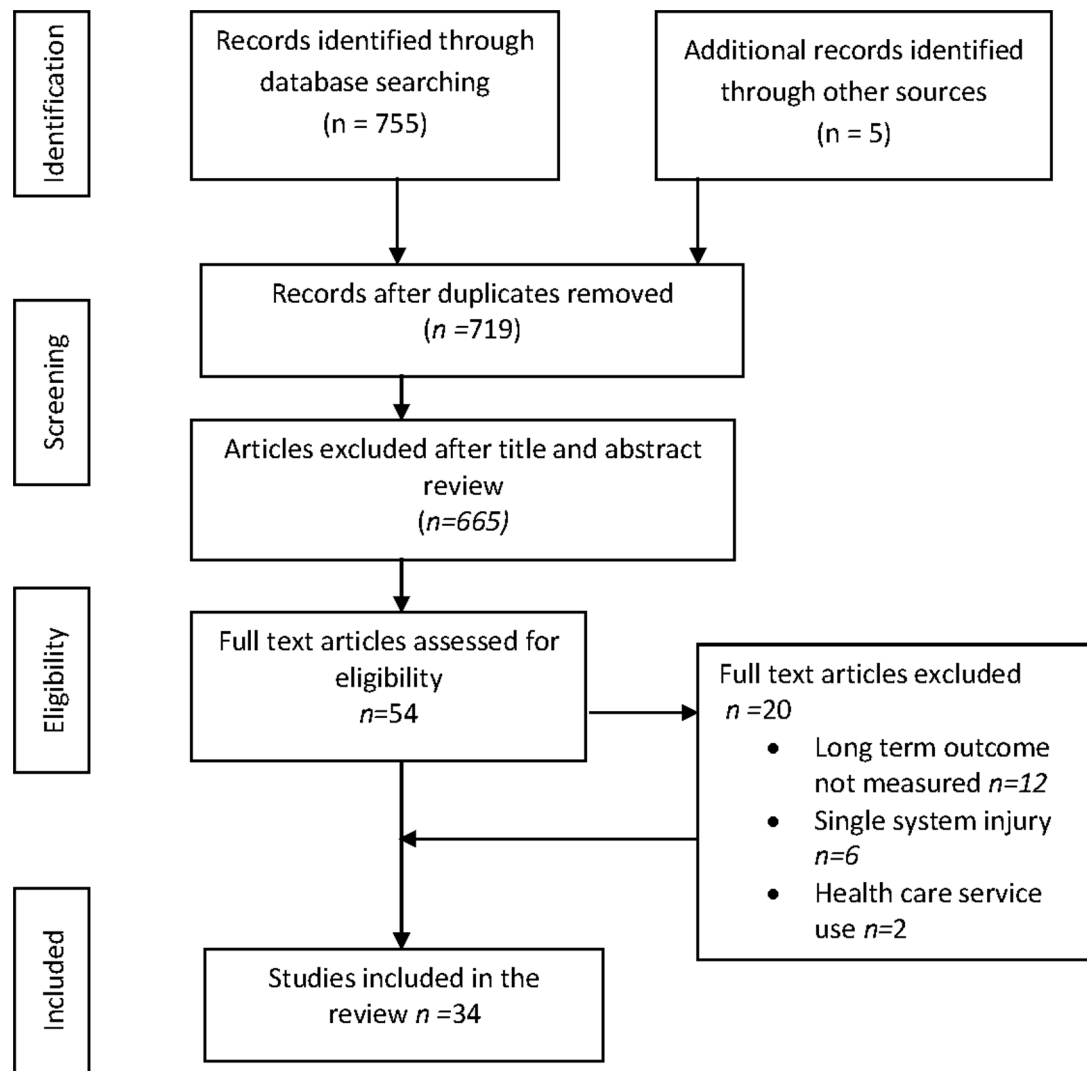 Identification
Records identified through
database searching
(n = 755)
Additional records identified
through other sources
(n = 5)
Screening
Records after duplicates removed
(n =719)
Articles excluded after title and abstract
review
(n=665)
Eligibility
Full text articles assessed for
eligibility
n=54
Full text articles excluded
n =20
• Long term outcome
not measured n=12
• Single system injury
n=6
• Health care service
use n=2
Included
Studies included in the
review n =34